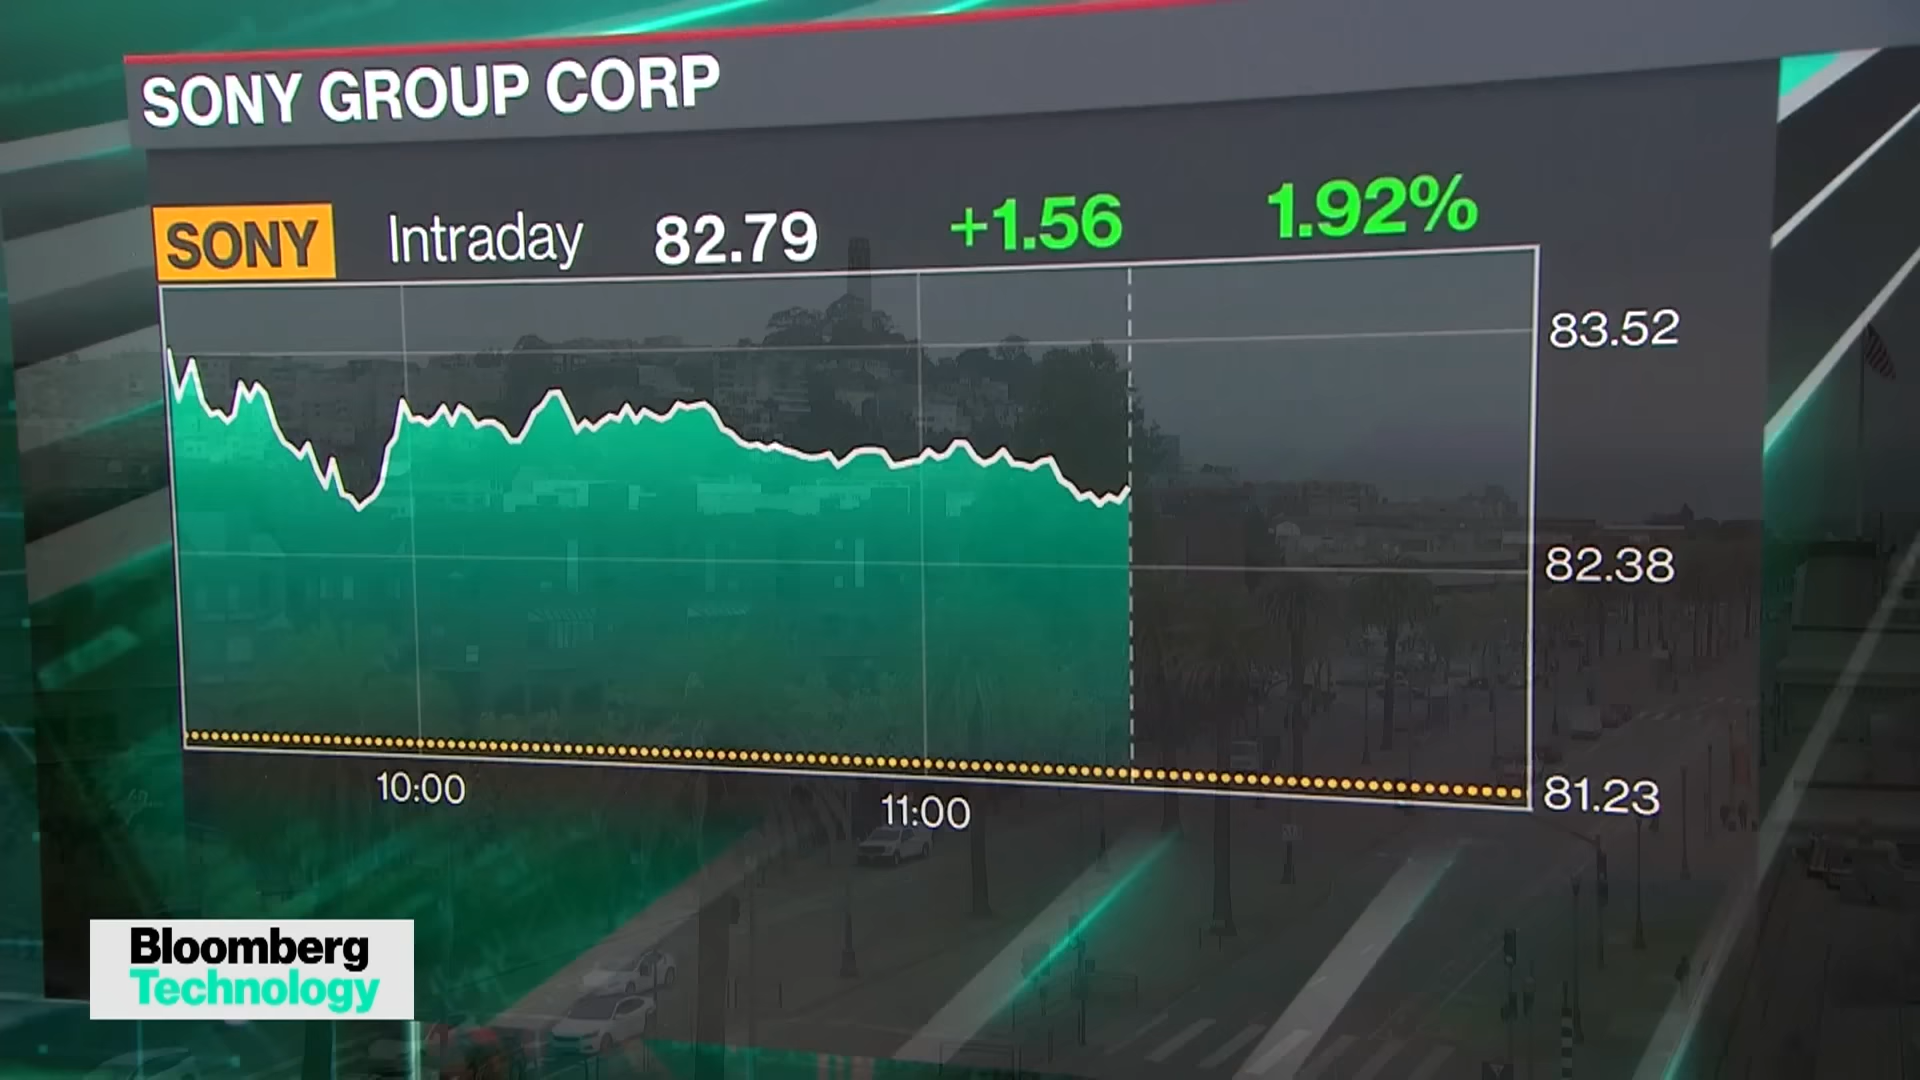 SONY GROUP CORP
SONY Intraday 82.79 +1.56 1.92%
83.52
82.38
81.23
10:00
11:00
Bloomberg
Technology